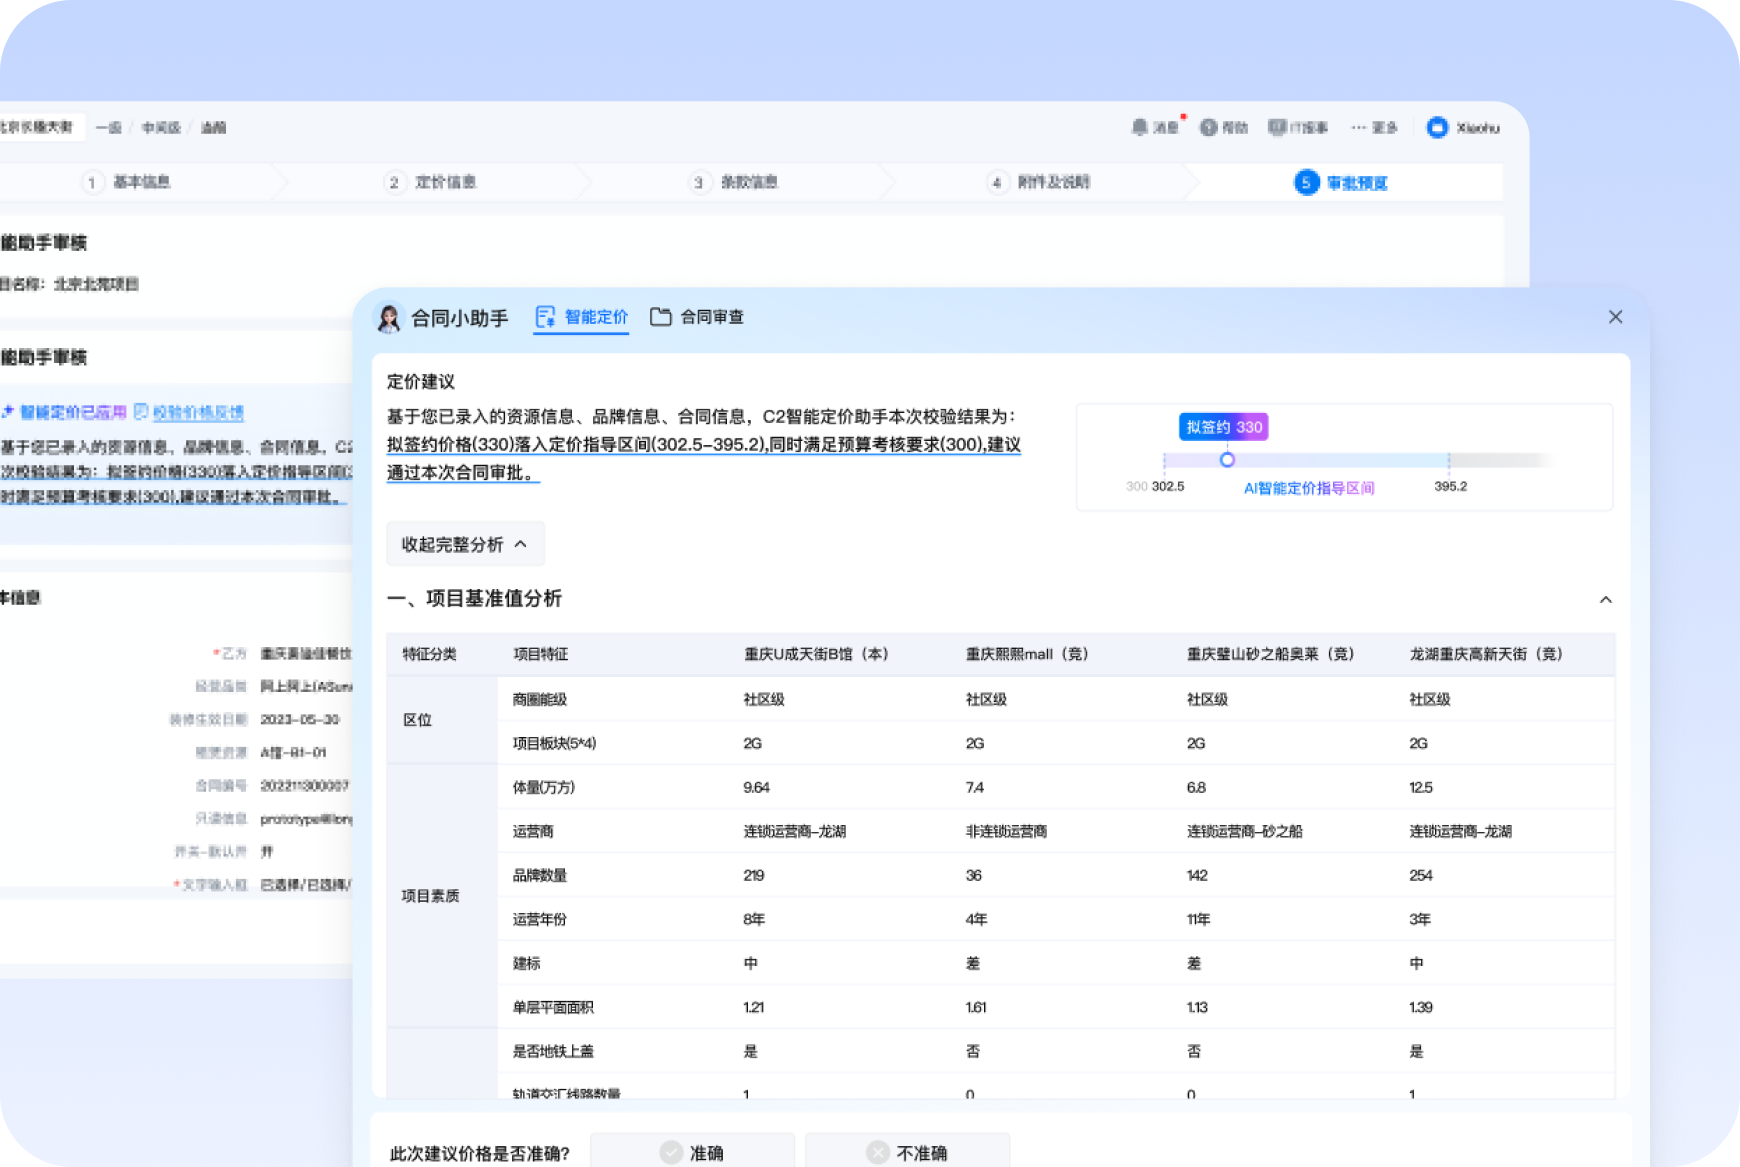 北京长楹天街 一级 / 中间级 / 当前
消息 帮助 IT报事 ··· 更多 Xiaohu
1 基本信息 2 定价信息 3 条款信息 4 附件及说明 5 审批预览
能助手审核
目名称：北京北苑项目
能助手审核
智能定价已应用 校验价格反馈
基于您已录入的资源信息，品牌信息、合同信息，C2
次校验结果为：拟签约价格(330)落入定价指导区间(3
时满足预算考核要求(300),建议通过本次合同审批。
本信息
*乙方
经营品牌
装修生效日期 2023-05-30
租赁资源 A馆-B1-01
合同编号 202211300007
只读信息 prototype@long
开关-默认开 开
*文字输入框 已选择/已选择/
合同小助手 智能定价 合同审查
定价建议
基于您已录入的资源信息、品牌信息、合同信息，C2智能定价助手本次校验结果为：
拟签约价格(330)落入定价指导区间(302.5-395.2),同时满足预算考核要求(300),建议
通过本次合同审批。
拟签约 330
300 302.5 AI智能定价指导区间 395.2
收起完整分析
一、项目基准值分析
特征分类 项目特征 重庆U成天街B馆（本） 重庆熙熙mall（竞） 重庆璧山砂之船奥莱（竞） 龙湖重庆高新天街（竞）
区位
商圈能级 社区级 社区级 社区级 社区级
项目板块(5*4) 2G 2G 2G 2G
项目素质
体量(万方) 9.64 7.4 6.8 12.5
运营商 连锁运营商-龙湖 非连锁运营商 连锁运营商-砂之船 连锁运营商-龙湖
品牌数量 219 36 142 254
运营年份 8年 4年 11年 3年
建标 中 差 差 中
单层平面面积 1.21 1.61 1.13 1.39
是否地铁上盖 是 否 否 是
轨道交汇线路数量 1 0 0 1
此次建议价格是否准确? 准确 不准确